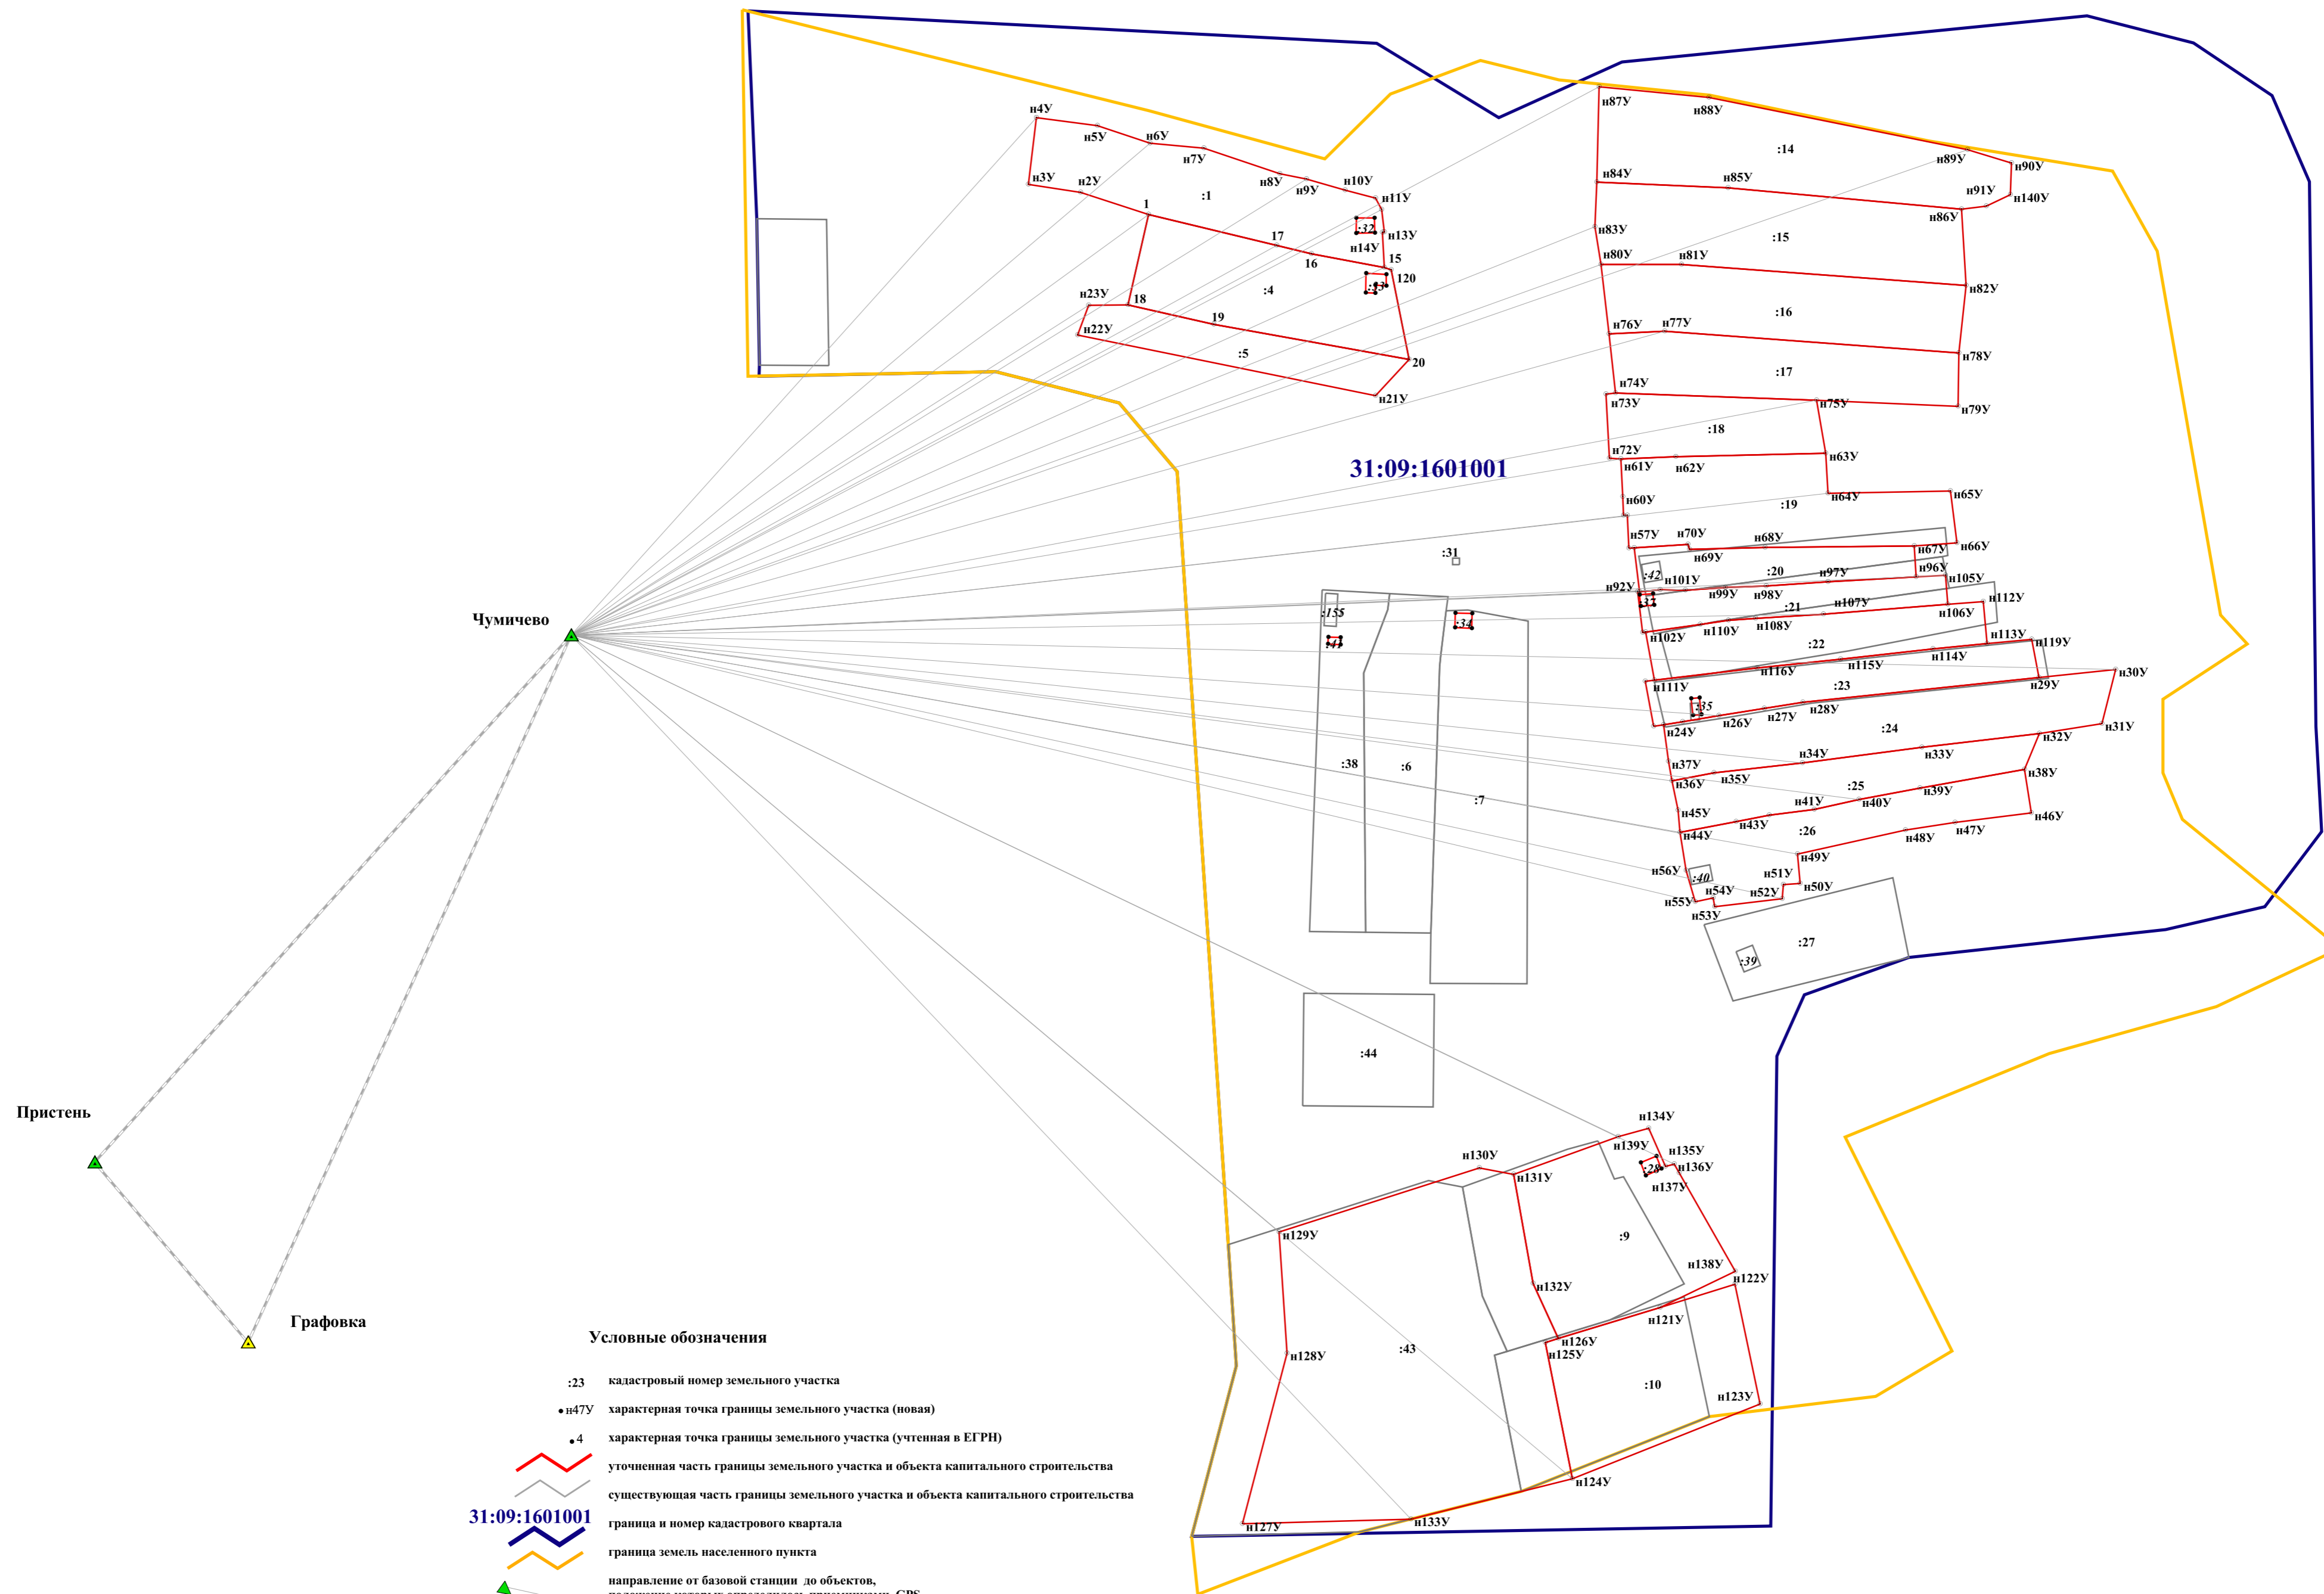 н4У
н5У
н6У
н7У
н8У
н9У
н10У
н11У
н3У
н2У
:1
1
17
16
:32
н13У
н14У
15
120
:4
:33
н23У
18
н22У
19
:5
20
н21У
н87У
н88У
:14
н89У
н90У
н84У
н85У
н91У
н140У
н86У
н83У
:15
н80У
н81У
н82У
:16
н76У
н77У
н78У
:17
н74У
н73У
н75У
н79У
:18
н72У
н61У
н62У
н63У
31:09:1601001
н60У
н64У
н65У
:19
н57У
н70У
н68У
н69У
н67У
н66У
:31
:42
:20
н97У
н96У
н105У
н92У
н101У
н99У
н98У
:37
:21
н107У
н112У
н106У
н102У
н110У
н108У
:22
н113У
н119У
н114У
н115У
н116У
н30У
н111У
:23
н29У
:35
н28У
н27У
н26У
н24У
:24
н31У
н32У
н37У
н34У
н33У
н36У
н35У
:25
н38У
н39У
н40У
н41У
н45У
н44У
н43У
:26
н46У
н47У
н48У
н49У
н56У
:40
н51У
н50У
н54У
н52У
н55У
н53У
:27
:39
:155
:41
:34
:38
:6
:7
:44
Чумичево
Пристень
Графовка
н134У
н139У
н135У
:28
н136У
н137У
н130У
н131У
н129У
:9
н138У
н122У
н132У
н121У
н126У
н125У
н128У
:43
:10
н123У
н124У
н127У
н133У
Условные обозначения
:23 кадастровый номер земельного участка
н47У характерная точка границы земельного участка (новая)
4 характерная точка границы земельного участка (учтенная в ЕГРН)
уточненная часть границы земельного участка и объекта капитального строительства
существующая часть границы земельного участка и объекта капитального строительства
31:09:1601001 граница и номер кадастрового квартала
граница земель населенного пункта
направление от базовой станции до объектов,